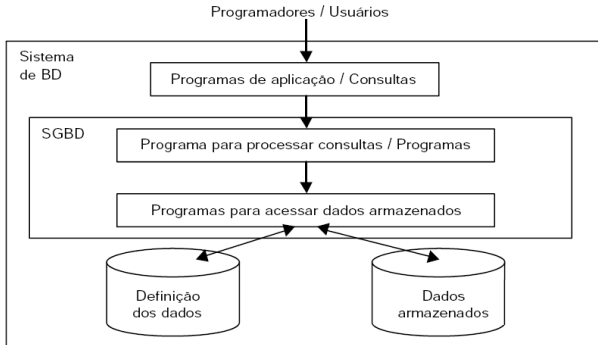 Programadores / Usuários
Sistema
de BD
Programas de aplicação / Consultas
SGBD
Programa para processar consultas / Programas
Programas para acessar dados armazenados
Definição
dos dados
Dados
armazenados